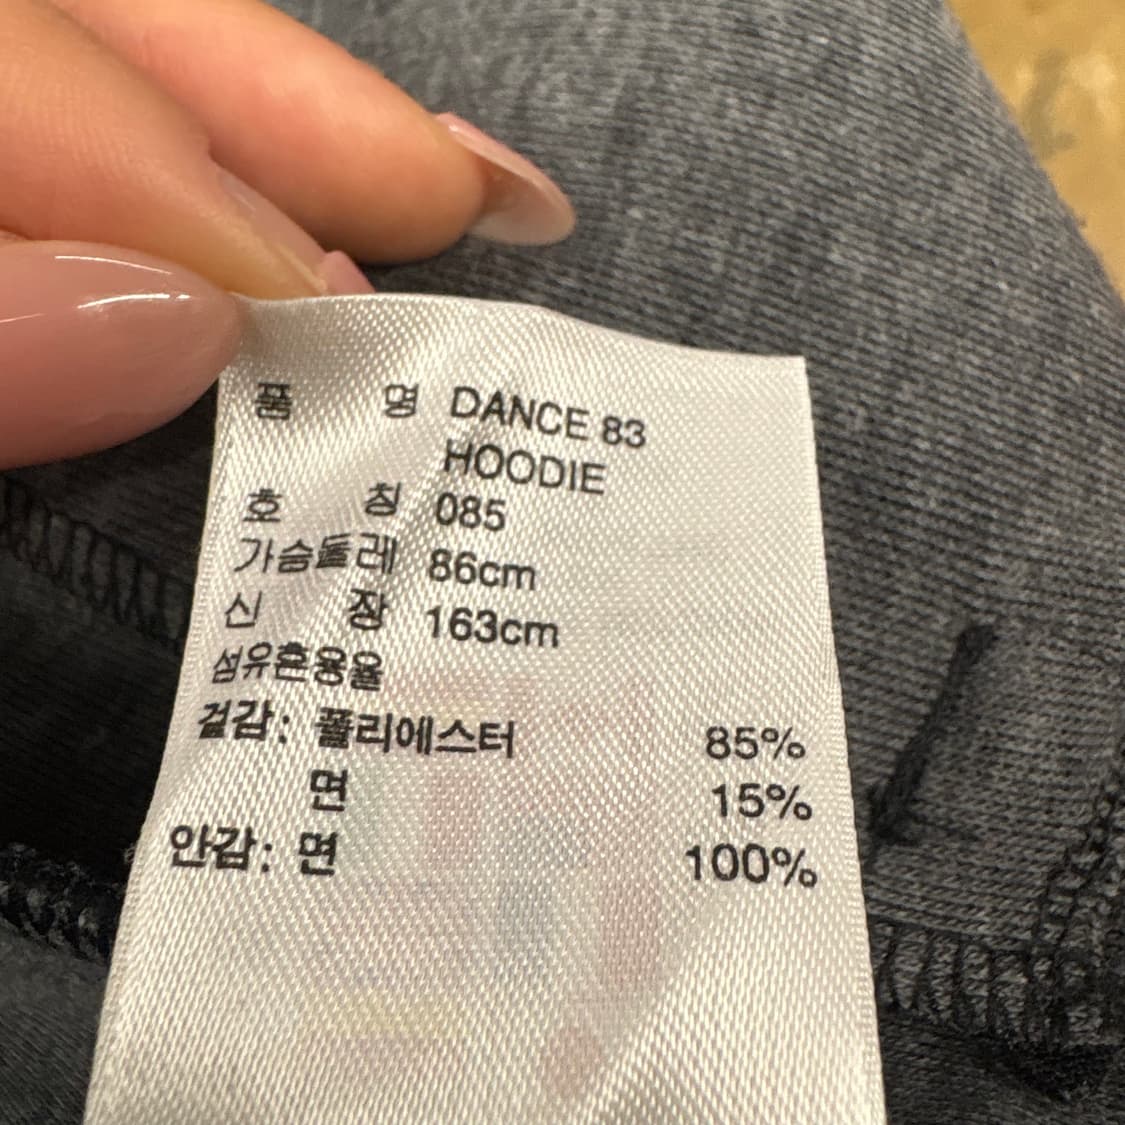 품 명 DANCE 83
HOODIE
호 칭 085
가슴둘레 86cm
신 장 163cm
섬유혼용율
겉감: 폴리에스터 85%
면 15%
안감: 면 100%